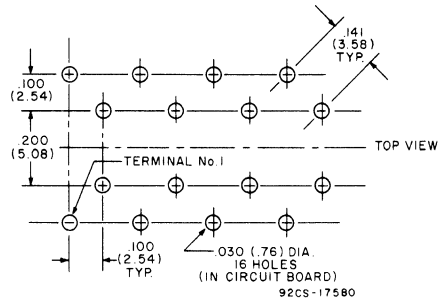 .141
(3.58)
TYP.
.100
(2.54)
.200
(5.08)
TOP VIEW
TERMINAL No.1
.100
(2.54)
TYP.
.030 (.76) DIA.
16 HOLES
(IN CIRCUIT BOARD)
92CS-17580